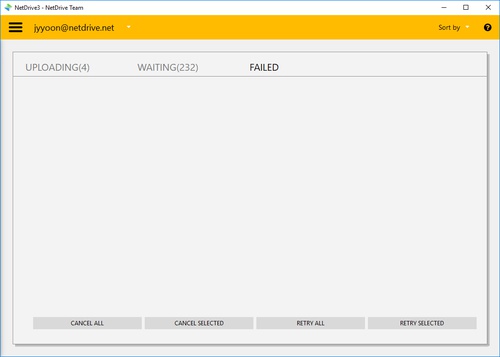 NetDrive3 - NetDrive Team
jyyoon@netdrive.net
Sort by
?
UPLOADING(4) WAITING(232) FAILED
CANCEL ALL CANCEL SELECTED RETRY ALL RETRY SELECTED